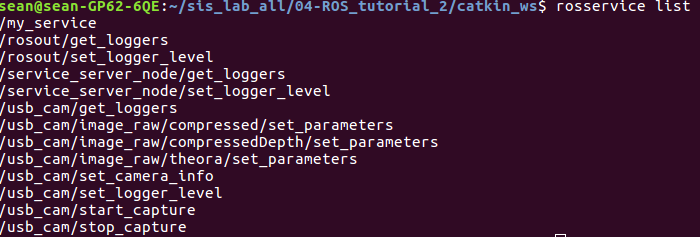 sean@sean-GP62-6QE:~/sis_lab_all/04-ROS_tutorial_2/catkin_ws$ rosservice list
/my_service
/rosout/get_loggers
/rosout/set_logger_level
/service_server_node/get_loggers
/service_server_node/set_logger_level
/usb_cam/get_loggers
/usb_cam/image_raw/compressed/set_parameters
/usb_cam/image_raw/compressedDepth/set_parameters
/usb_cam/image_raw/theora/set_parameters
/usb_cam/set_camera_info
/usb_cam/set_logger_level
/usb_cam/start_capture
/usb_cam/stop_capture